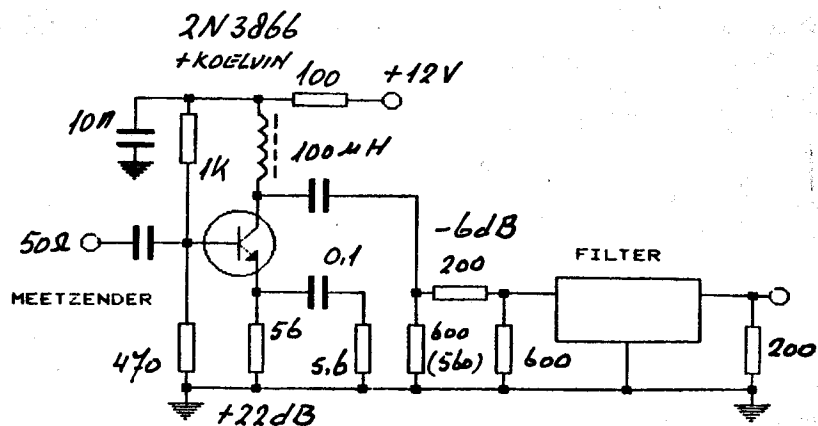 2N3866
+KOELVIN
100
+12V
10n
1K
100µH
50Ω
MEETZENDER
0,1
-6dB
200
FILTER
470
56
5,6
600
(560)
600
200
+22dB